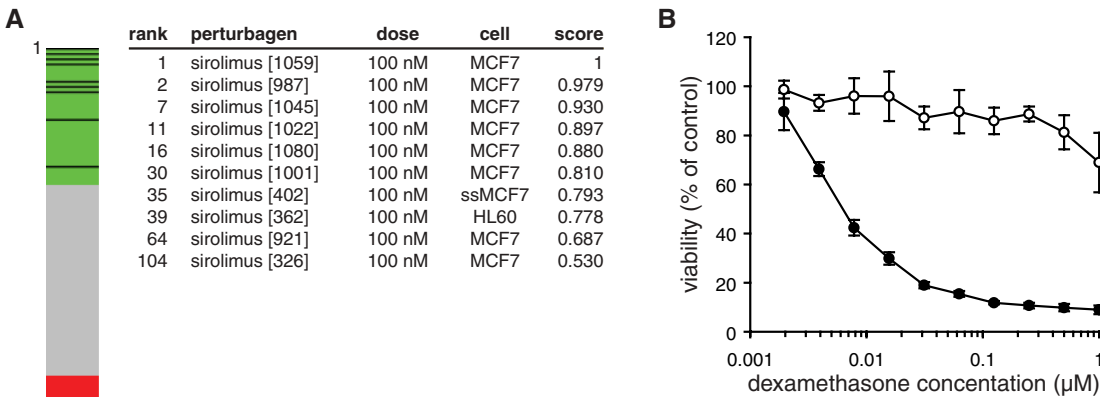 A
1
rank perturbagen dose cell score
1 sirolimus [1059] 100 nM MCF7 1
2 sirolimus [987] 100 nM MCF7 0.979
7 sirolimus [1045] 100 nM MCF7 0.930
11 sirolimus [1022] 100 nM MCF7 0.897
16 sirolimus [1080] 100 nM MCF7 0.880
30 sirolimus [1001] 100 nM MCF7 0.810
35 sirolimus [402] 100 nM ssMCF7 0.793
39 sirolimus [362] 100 nM HL60 0.778
64 sirolimus [921] 100 nM MCF7 0.687
104 sirolimus [326] 100 nM MCF7 0.530
B
viability (% of control)
120
100
80
60
40
20
0
0.001 0.01 0.1 1
dexamethasone concentation (μM)